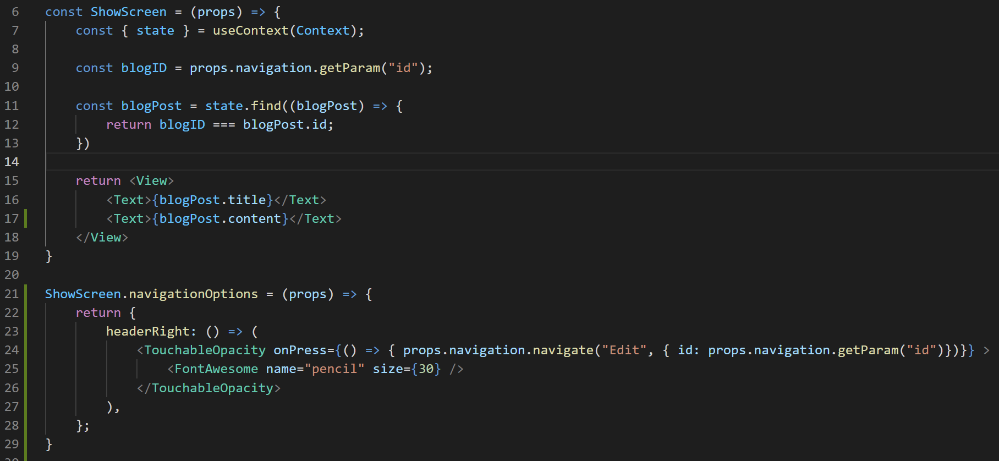 6 const ShowScreen = (props) => {
7 const { state } = useContext(Context);
8
9 const blogID = props.navigation.getParam("id");
10
11 const blogPost = state.find((blogPost) => {
12 return blogID === blogPost.id;
13 })
14
15 return <View>
16 <Text>{blogPost.title}</Text>
17 <Text>{blogPost.content}</Text>
18 </View>
19 }
20
21 ShowScreen.navigationOptions = (props) => {
22 return {
23 headerRight: () => (
24 <TouchableOpacity onPress={() => { props.navigation.navigate("Edit", { id: props.navigation.getParam("id")})}} >
25 <FontAwesome name="pencil" size={30} />
26 </TouchableOpacity>
27 ),
28 };
29 }